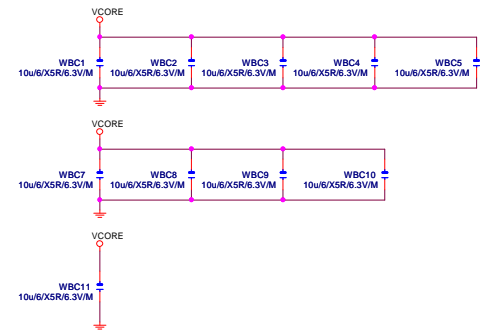 VCORE
WBC1 WBC2 WBC3 WBC4 WBC5
10u/6/X5R/6.3V/M 10u/6/X5R/6.3V/M 10u/6/X5R/6.3V/M 10u/6/X5R/6.3V/M 10u/6/X5R/6.3V/M
VCORE
WBC7 WBC8 WBC9 WBC10
10u/6/X5R/6.3V/M 10u/6/X5R/6.3V/M 10u/6/X5R/6.3V/M 10u/6/X5R/6.3V/M
VCORE
WBC11
10u/6/X5R/6.3V/M